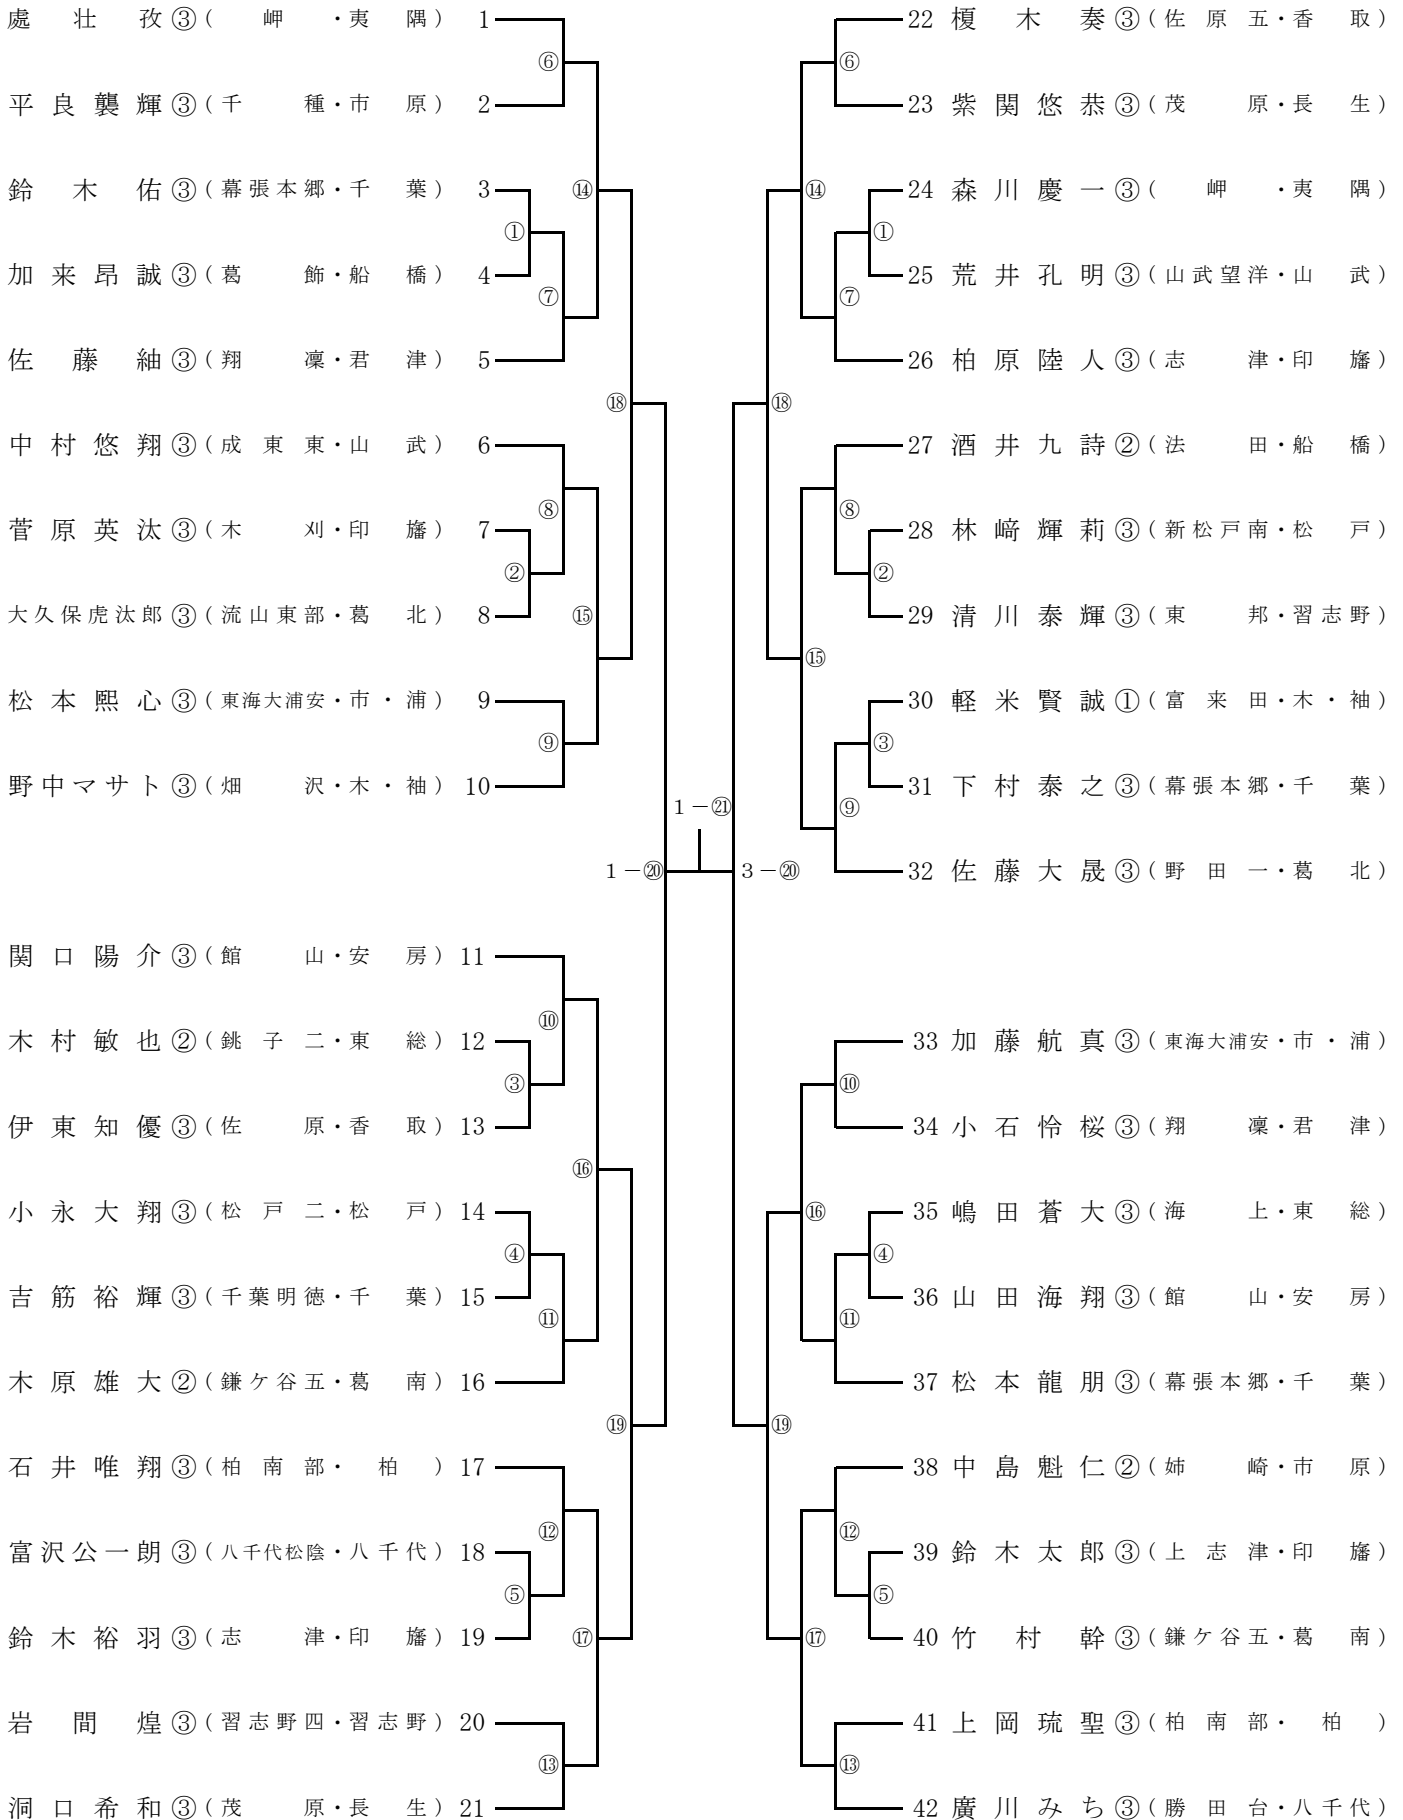 處壮孜③(岬・夷隅) 1
⑥
平良襲輝③(千種・市原) 2
鈴木佑③(幕張本郷・千葉) 3
⑭
①
加来昂誠③(葛飾・船橋) 4
⑦
佐藤紬③(翔凜・君津) 5
⑱
中村悠翔③(成東東・山武) 6
⑧
菅原英汰③(木刈・印旛) 7
②
大久保虎汰郎③(流山東部・葛北) 8
⑮
松本熙心③(東海大浦安・市・浦) 9
⑨
野中マサト③(畑沢・木・袖) 10
1-㉑
1-⑳
3-⑳
関口陽介③(館山・安房) 11
⑩
木村敏也②(銚子二・東総) 12
③
伊東知優③(佐原・香取) 13
⑯
小永大翔③(松戸二・松戸) 14
④
吉筋裕輝③(千葉明徳・千葉) 15
⑪
木原雄大②(鎌ケ谷五・葛南) 16
⑲
石井唯翔③(柏南部・柏) 17
⑫
富沢公一朗③(八千代松陰・八千代) 18
⑤
鈴木裕羽③(志津・印旛) 19
⑰
岩間煌③(習志野四・習志野) 20
⑬
洞口希和③(茂原・長生) 21
22 榎木奏③(佐原五・香取)
⑥
23 紫関悠恭③(茂原・長生)
24 森川慶一③(岬・夷隅)
⑭
①
25 荒井孔明③(山武望洋・山武)
⑦
26 柏原陸人③(志津・印旛)
⑱
27 酒井九詩②(法田・船橋)
⑧
28 林﨑輝莉③(新松戸南・松戸)
②
29 清川泰輝③(東邦・習志野)
⑮
30 軽米賢誠①(富来田・木・袖)
③
31 下村泰之③(幕張本郷・千葉)
⑨
32 佐藤大晟③(野田一・葛北)
33 加藤航真③(東海大浦安・市・浦)
⑩
34 小石怜桜③(翔凜・君津)
35 嶋田蒼大③(海上・東総)
⑯
④
36 山田海翔③(館山・安房)
⑪
37 松本龍朋③(幕張本郷・千葉)
⑲
38 中島魁仁②(姉崎・市原)
⑫
39 鈴木太郎③(上志津・印旛)
⑤
40 竹村幹③(鎌ケ谷五・葛南)
⑰
41 上岡琉聖③(柏南部・柏)
⑬
42 廣川みち③(勝田台・八千代)